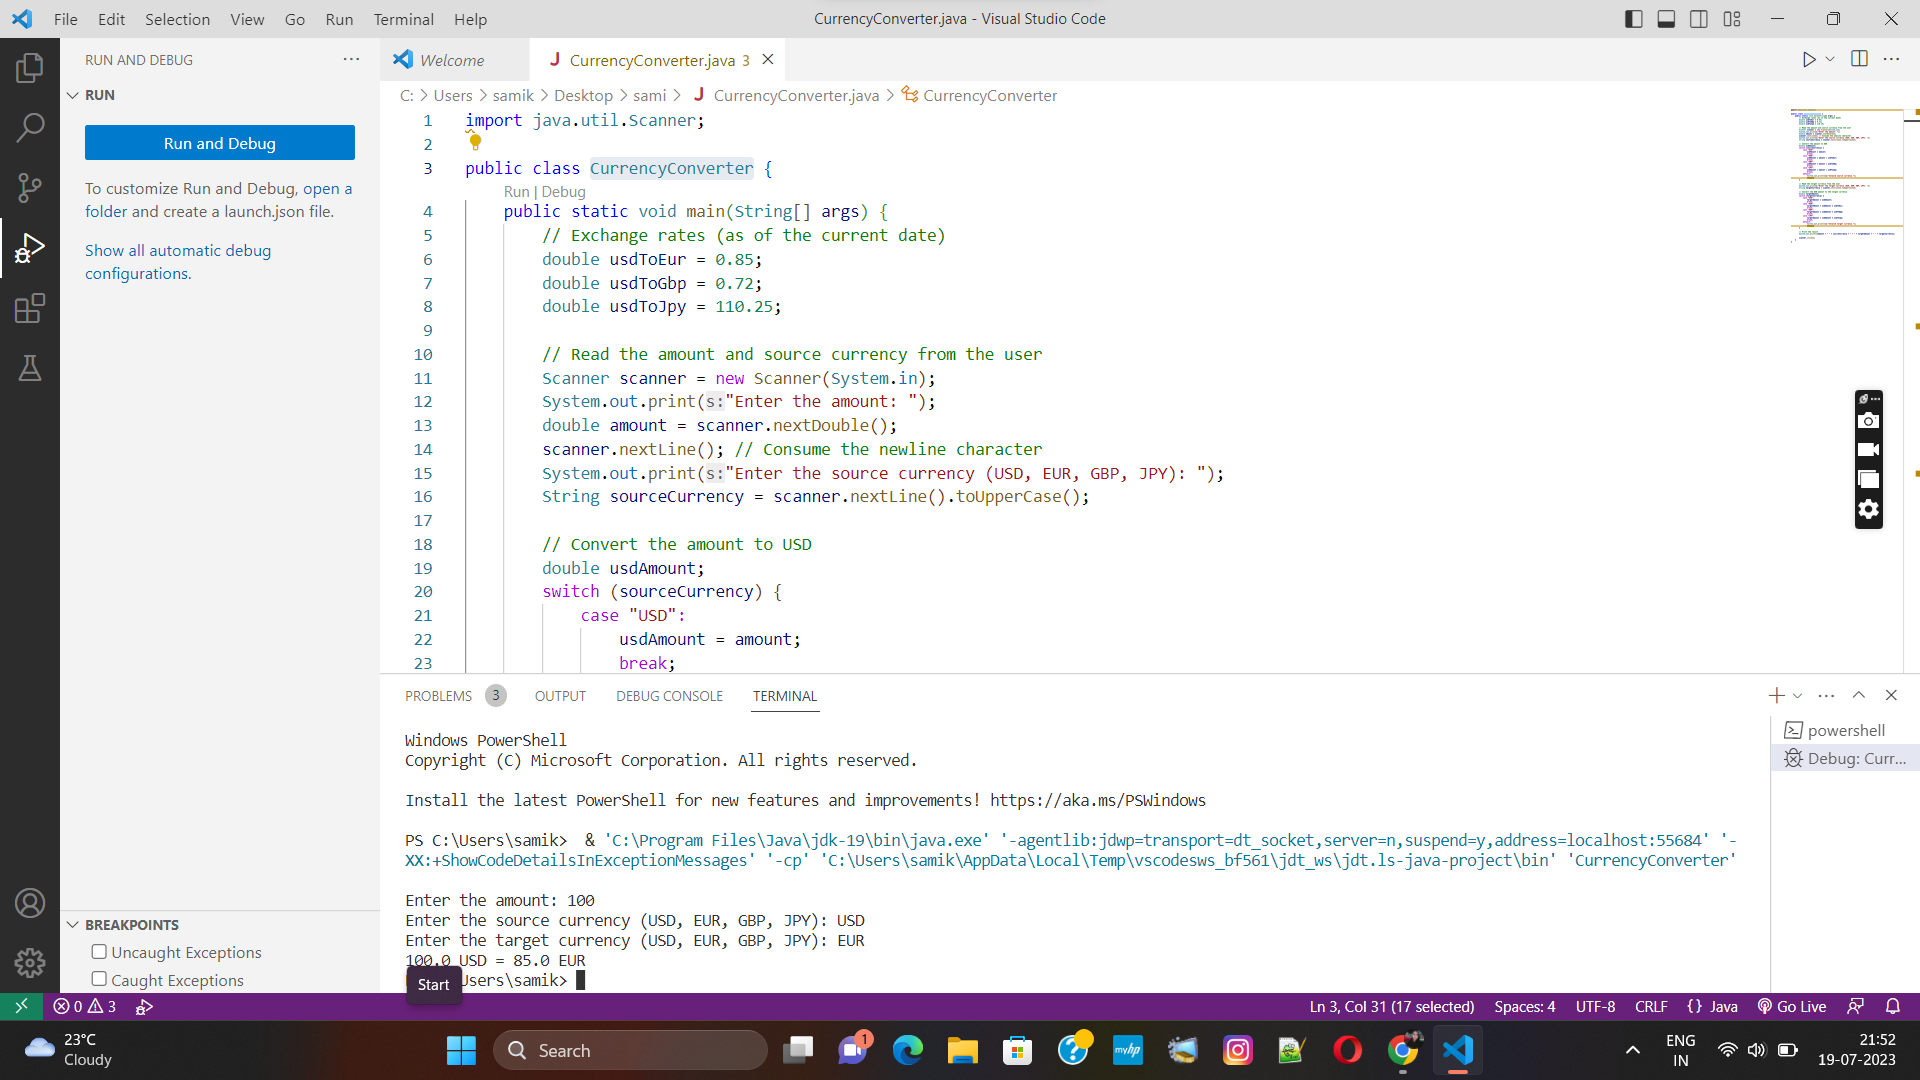 File Edit Selection View Go Run Terminal Help
CurrencyConverter.java - Visual Studio Code
RUN AND DEBUG
RUN
Run and Debug
To customize Run and Debug, open a
folder and create a launch.json file.
Show all automatic debug
configurations.
Welcome
CurrencyConverter.java 3
C: > Users > samik > Desktop > sami > J CurrencyConverter.java > CurrencyConverter
1 import java.util.Scanner;
2
3 public class CurrencyConverter {
Run | Debug
4 public static void main(String[] args) {
5 // Exchange rates (as of the current date)
6 double usdToEur = 0.85;
7 double usdToGbp = 0.72;
8 double usdToJpy = 110.25;
9
10 // Read the amount and source currency from the user
11 Scanner scanner = new Scanner(System.in);
12 System.out.print(s:"Enter the amount: ");
13 double amount = scanner.nextDouble();
14 scanner.nextLine(); // Consume the newline character
15 System.out.print(s:"Enter the source currency (USD, EUR, GBP, JPY): ");
16 String sourceCurrency = scanner.nextLine().toUpperCase();
17
18 // Convert the amount to USD
19 double usdAmount;
20 switch (sourceCurrency) {
21 case "USD":
22 usdAmount = amount;
23 break;
PROBLEMS 3 OUTPUT DEBUG CONSOLE TERMINAL
Windows PowerShell
Copyright (C) Microsoft Corporation. All rights reserved.
Install the latest PowerShell for new features and improvements! https://aka.ms/PSWindows
PS C:\Users\samik>  & 'C:\Program Files\Java\jdk-19\bin\java.exe' '-agentlib:jdwp=transport=dt_socket,server=n,suspend=y,address=localhost:55684' '-
XX:+ShowCodeDetailsInExceptionMessages' '-cp' 'C:\Users\samik\AppData\Local\Temp\vscodesws_bf561\jdt_ws\jdt.ls-java-project\bin' 'CurrencyConverter'
Enter the amount: 100
Enter the source currency (USD, EUR, GBP, JPY): USD
Enter the target currency (USD, EUR, GBP, JPY): EUR
100.0 USD = 85.0 EUR
Users\samik>
powershell
Debug: Curr...
BREAKPOINTS
Uncaught Exceptions
Caught Exceptions
Start
0 3
Ln 3, Col 31 (17 selected) Spaces: 4 UTF-8 CRLF {} Java Go Live
23°C
Cloudy
Search
1
myhp
ENG
IN
21:52
19-07-2023